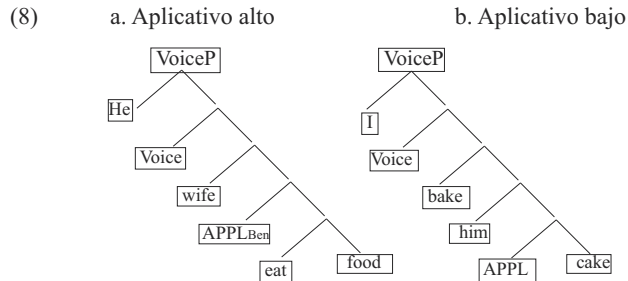 (8) a. Aplicativo alto b. Aplicativo bajo
VoiceP VoiceP
He I
Voice Voice
wife bake
APPLBen him
eat food APPL cake